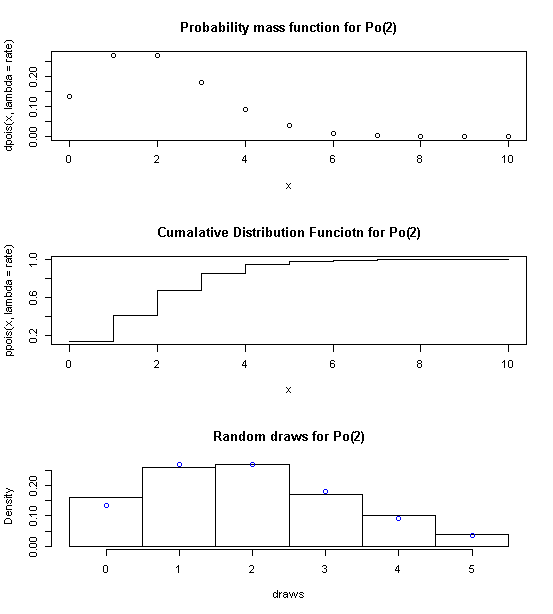 Probability mass function for Po(2)
dpois(x, lambda = rate)
0.00 0.10 0.20
0 2 4 6 8 10
x
Cumalative Distribution Funciotn for Po(2)
ppois(x, lambda = rate)
0.2 0.6 1.0
0 2 4 6 8 10
x
Random draws for Po(2)
Density
0.00 0.10 0.20
0 1 2 3 4 5
draws